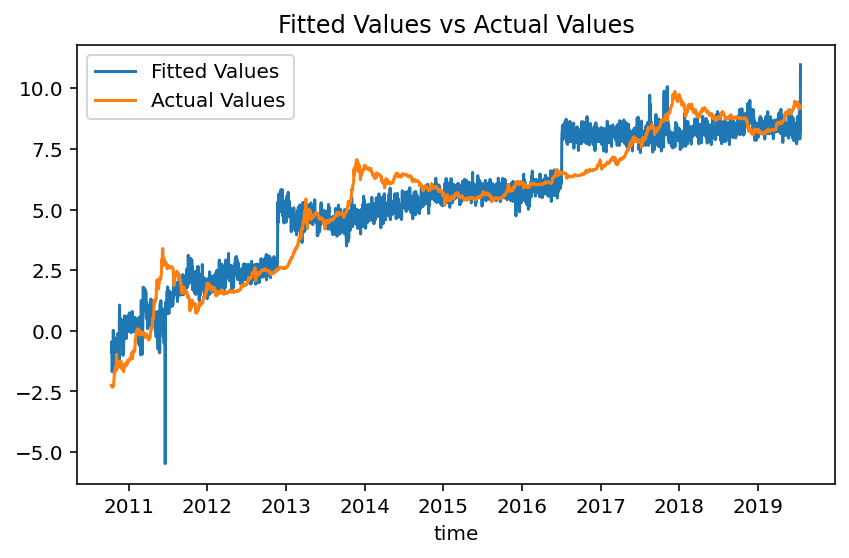 Fitted Values vs Actual Values
Fitted Values
Actual Values
10.0
7.5
5.0
2.5
0.0
−2.5
−5.0
2011 2012 2013 2014 2015 2016 2017 2018 2019
time